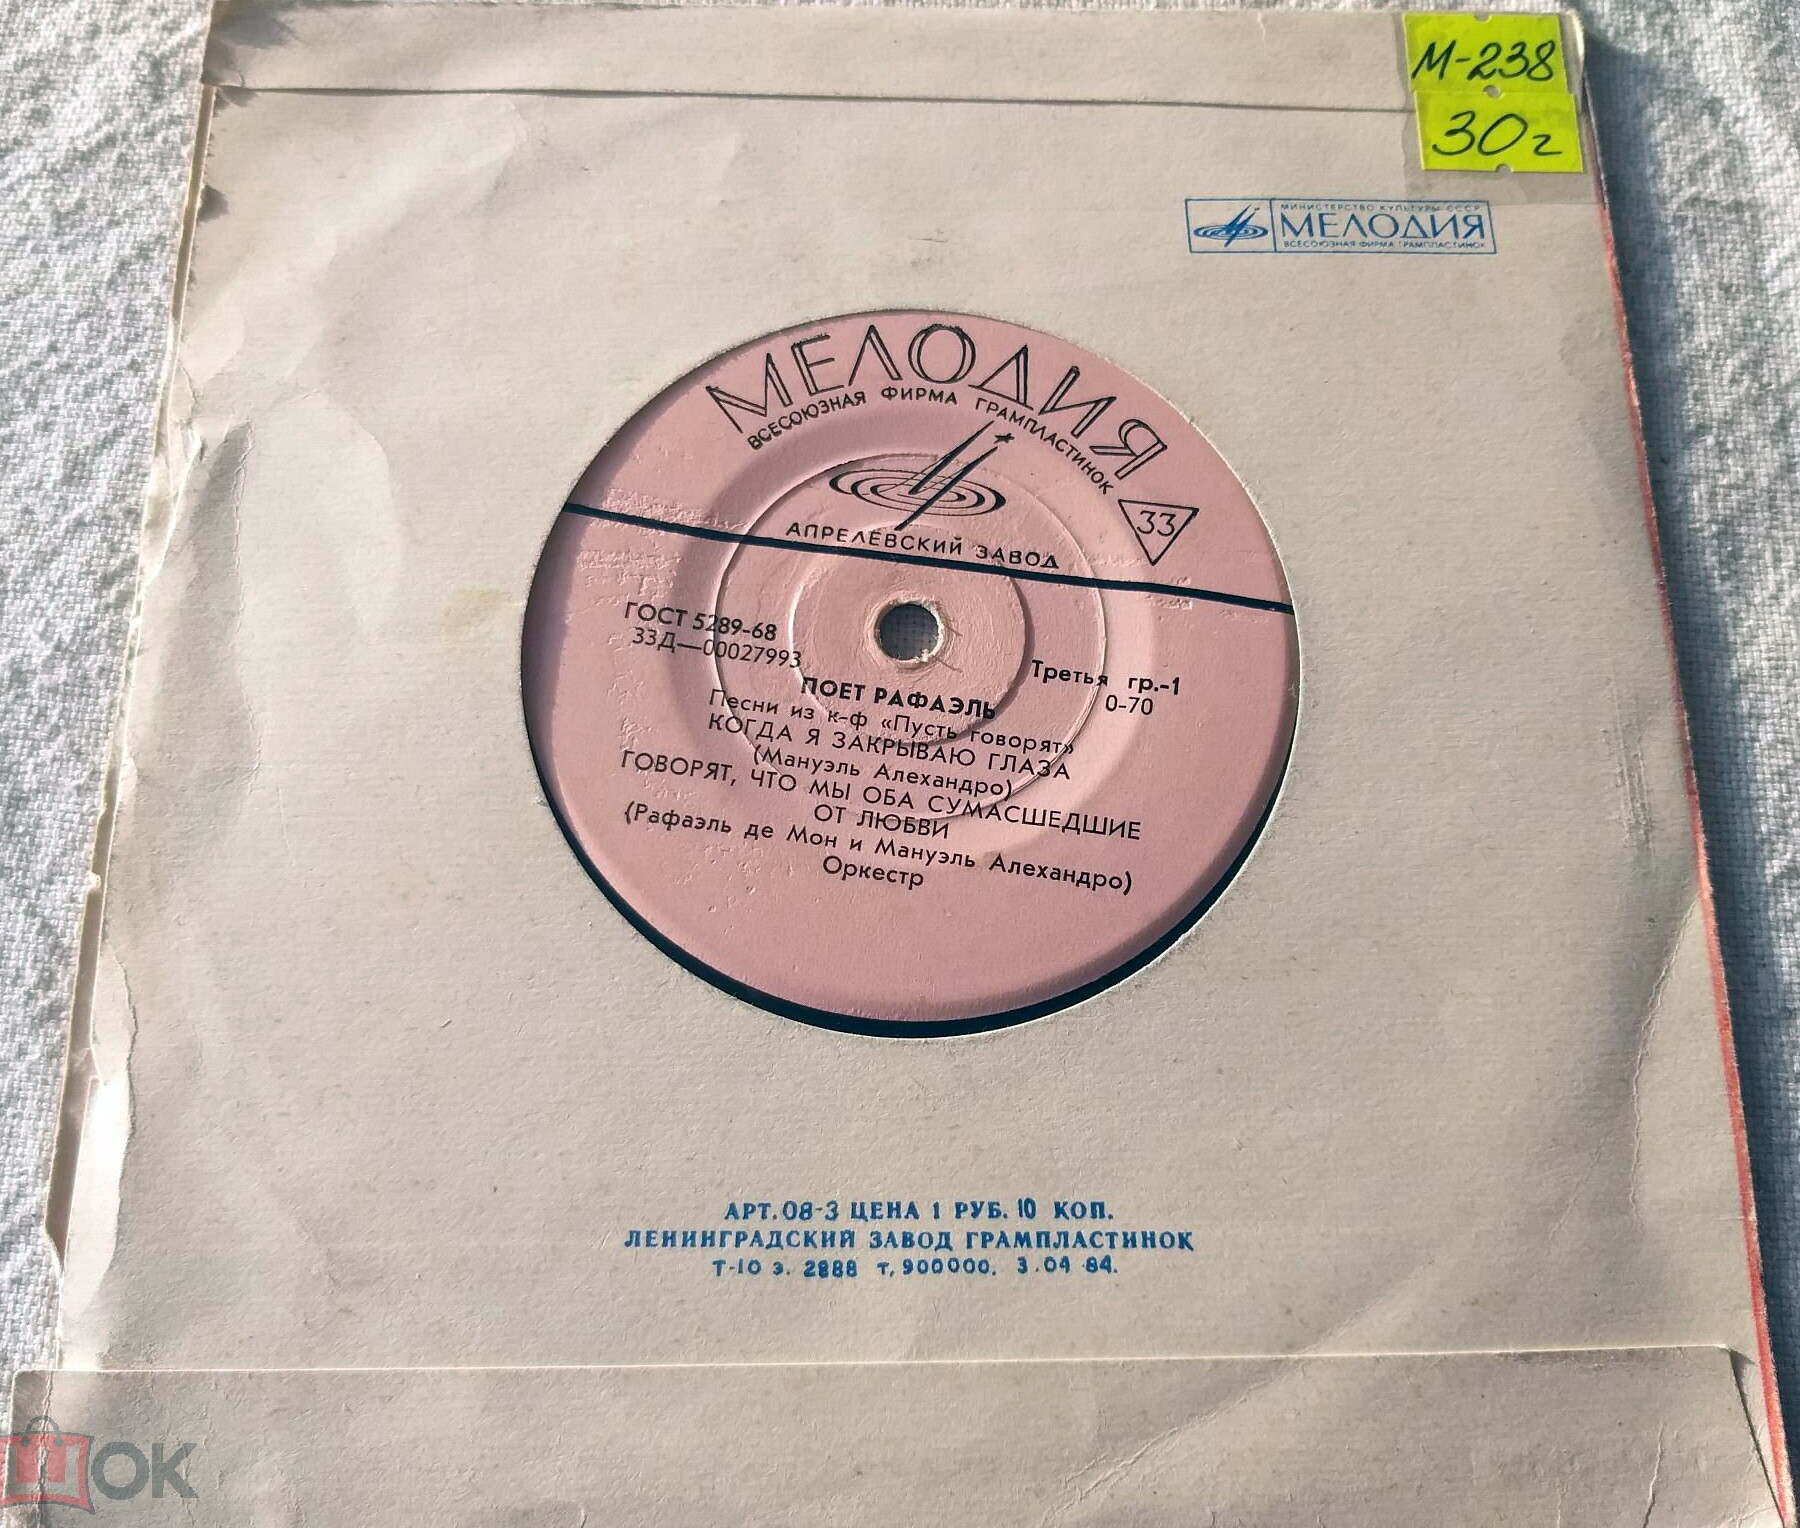 М-238
30г
МИНИСТЕРСТВО КУЛЬТУРЫ СССР
МЕЛОДИЯ
ВСЕСОЮЗНАЯ ФИРМА ГРАМПЛАСТИНОК
МЕЛОДИЯ
ВСЕСОЮЗНАЯ ФИРМА ГРАМПЛАСТИНОК
33
АПРЕЛЕВСКИЙ ЗАВОД
ГОСТ 5289-68
33Д—00027993
Третья гр.-1
0-70
ПОЕТ РАФАЭЛЬ
Песни из к-ф «Пусть говорят»
КОГДА Я ЗАКРЫВАЮ ГЛАЗА
(Мануэль Алехандро)
ГОВОРЯТ, ЧТО МЫ ОБА СУМАСШЕДШИЕ
ОТ ЛЮБВИ
(Рафаэль де Мон и Мануэль Алехандро)
Оркестр
АРТ. 08-3 ЦЕНА 1 РУБ. 10 КОП.
ЛЕНИНГРАДСКИЙ ЗАВОД ГРАМПЛАСТИНОК
Т-10 э. 2888 т. 900000. 3.04 84.
ОК